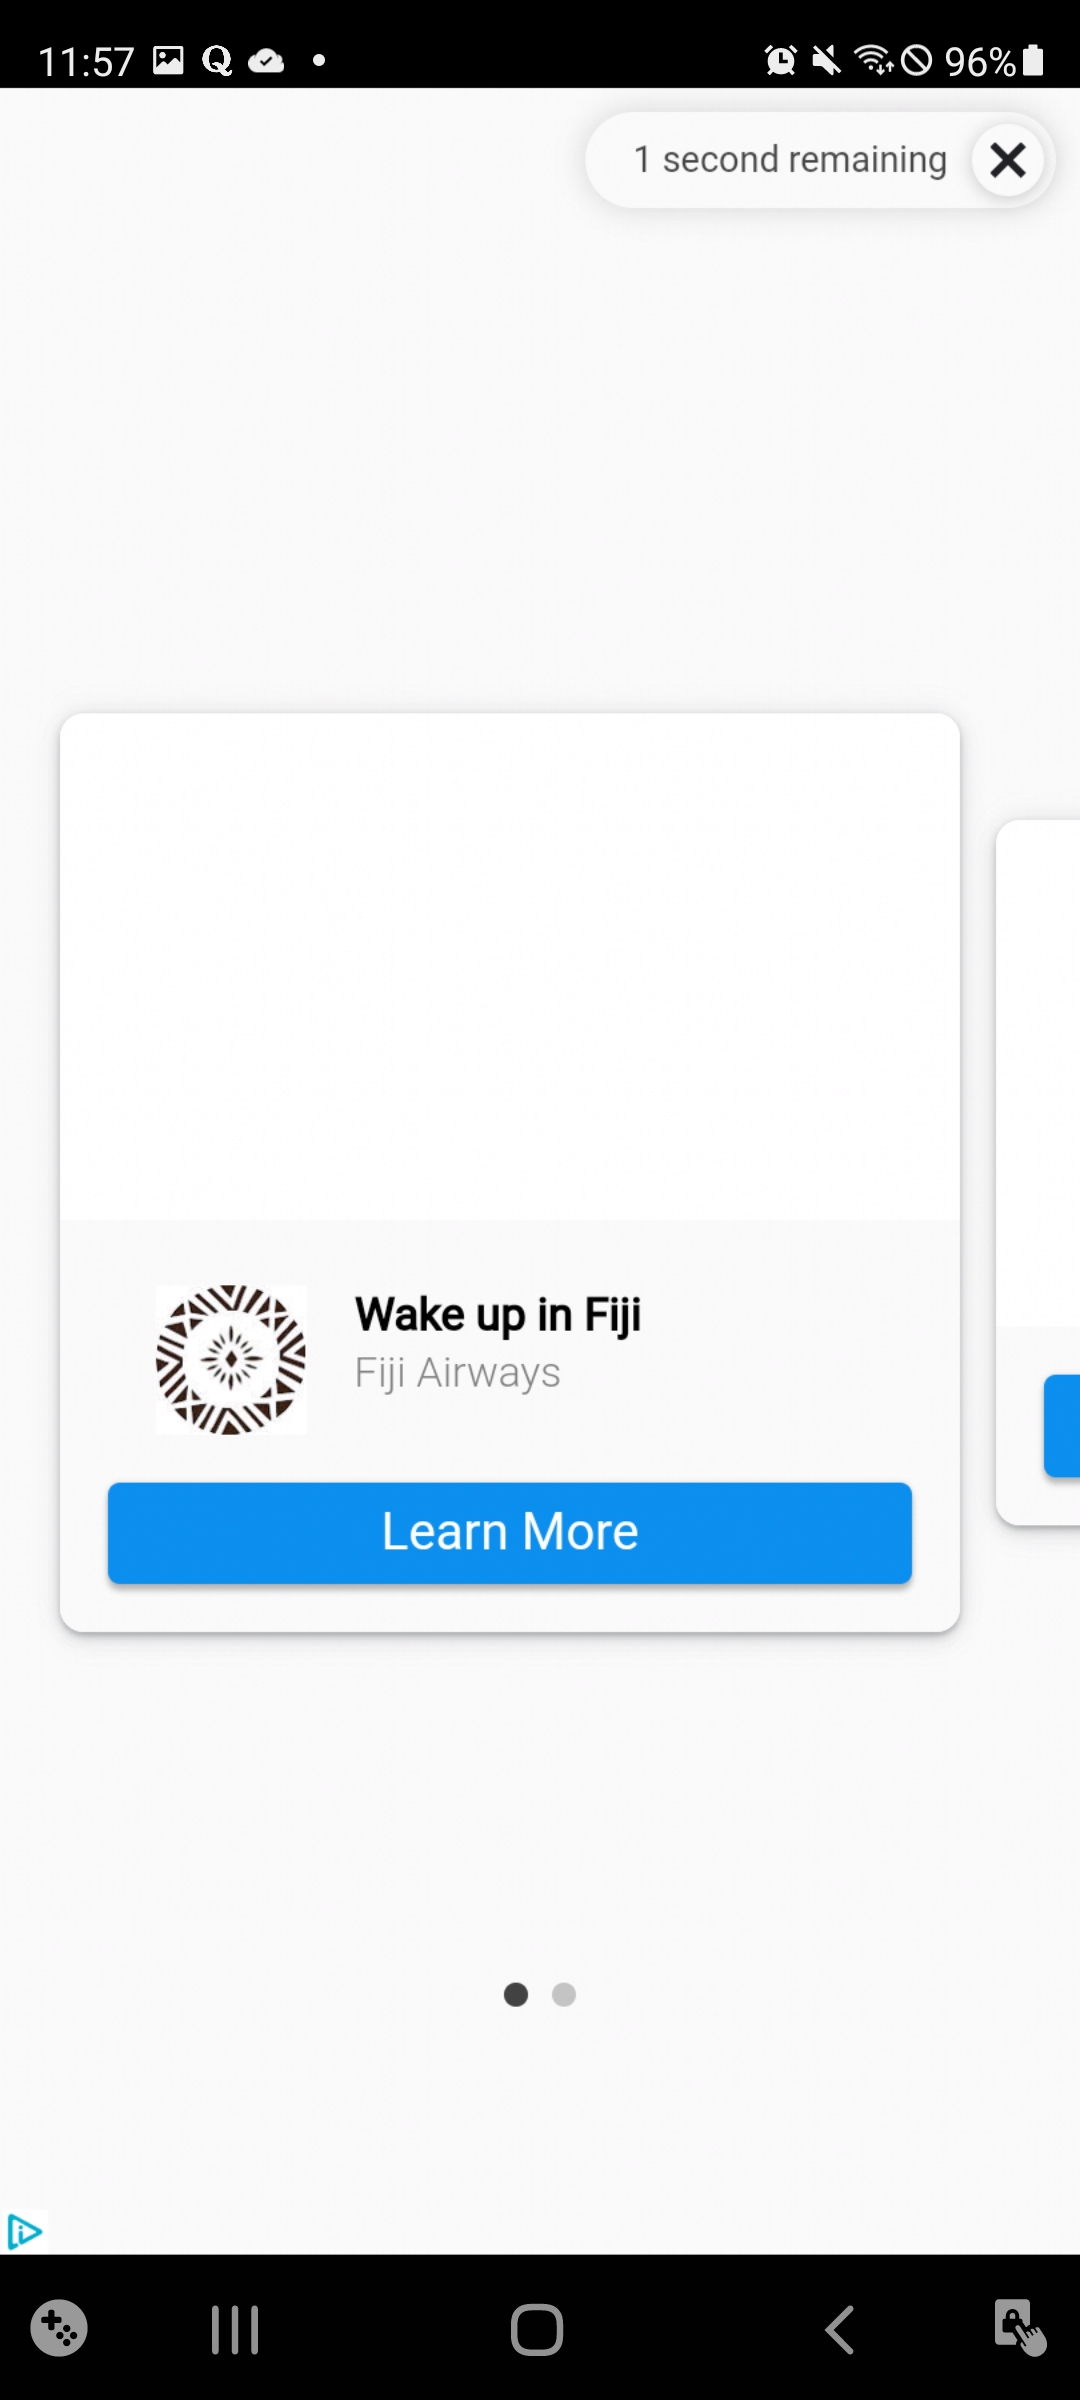 11:57 96%
1 second remaining
Wake up in Fiji
Fiji Airways
Learn More